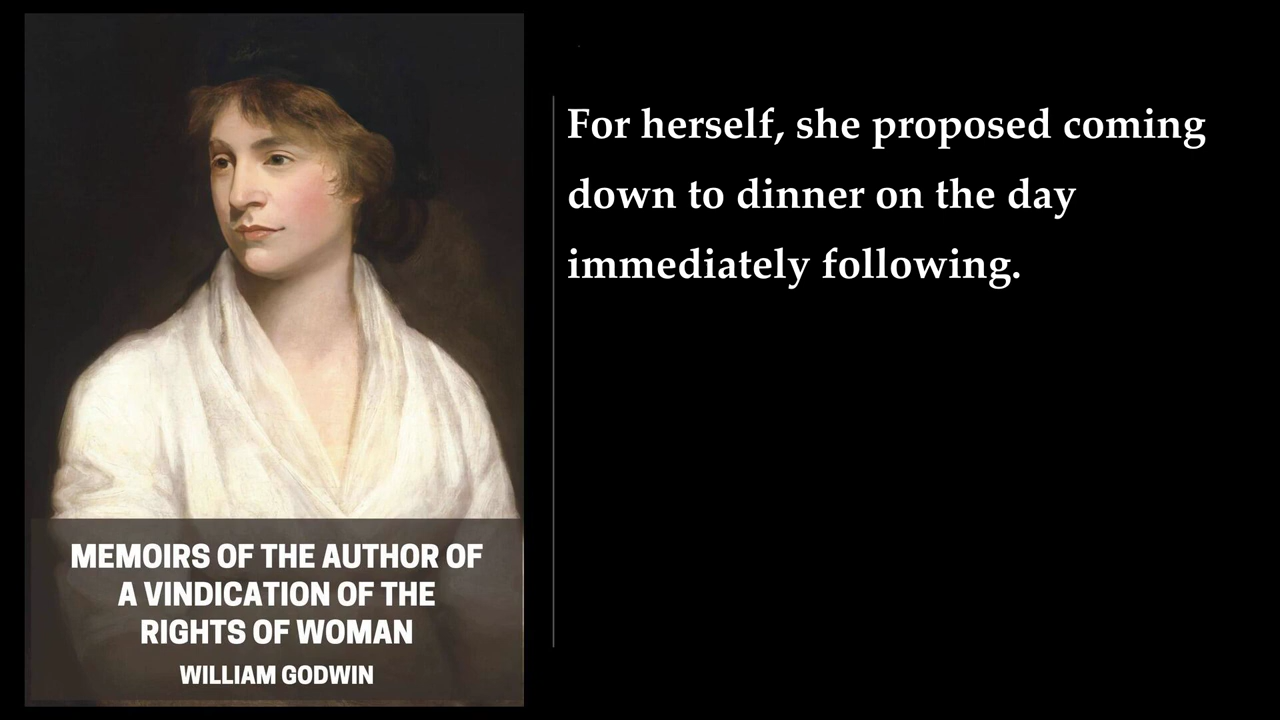 For herself, she proposed coming
down to dinner on the day
immediately following.
MEMOIRS OF THE AUTHOR OF
A VINDICATION OF THE
RIGHTS OF WOMAN
WILLIAM GODWIN